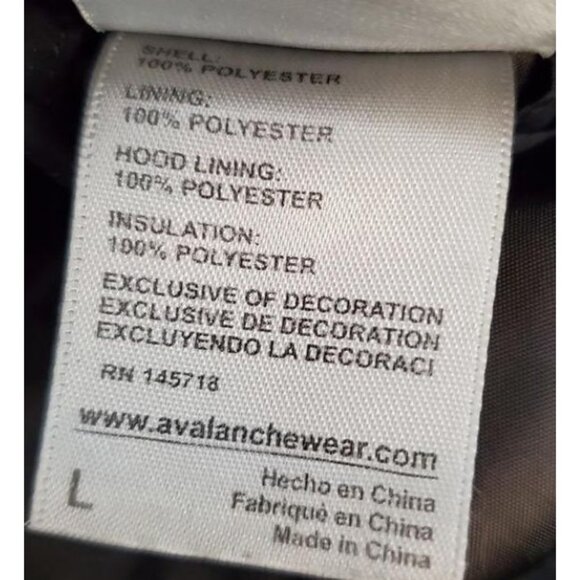 SHELL:
100% POLYESTER
LINING:
100% POLYESTER
HOOD LINING:
100% POLYESTER
INSULATION:
100% POLYESTER
EXCLUSIVE OF DECORATION
EXCLUSIVE DE DECORATION
EXCLUYENDO LA DECORACI
RN 145718
www.avalanchewear.com
L
Hecho en China
Fabriquè en China
Made in China